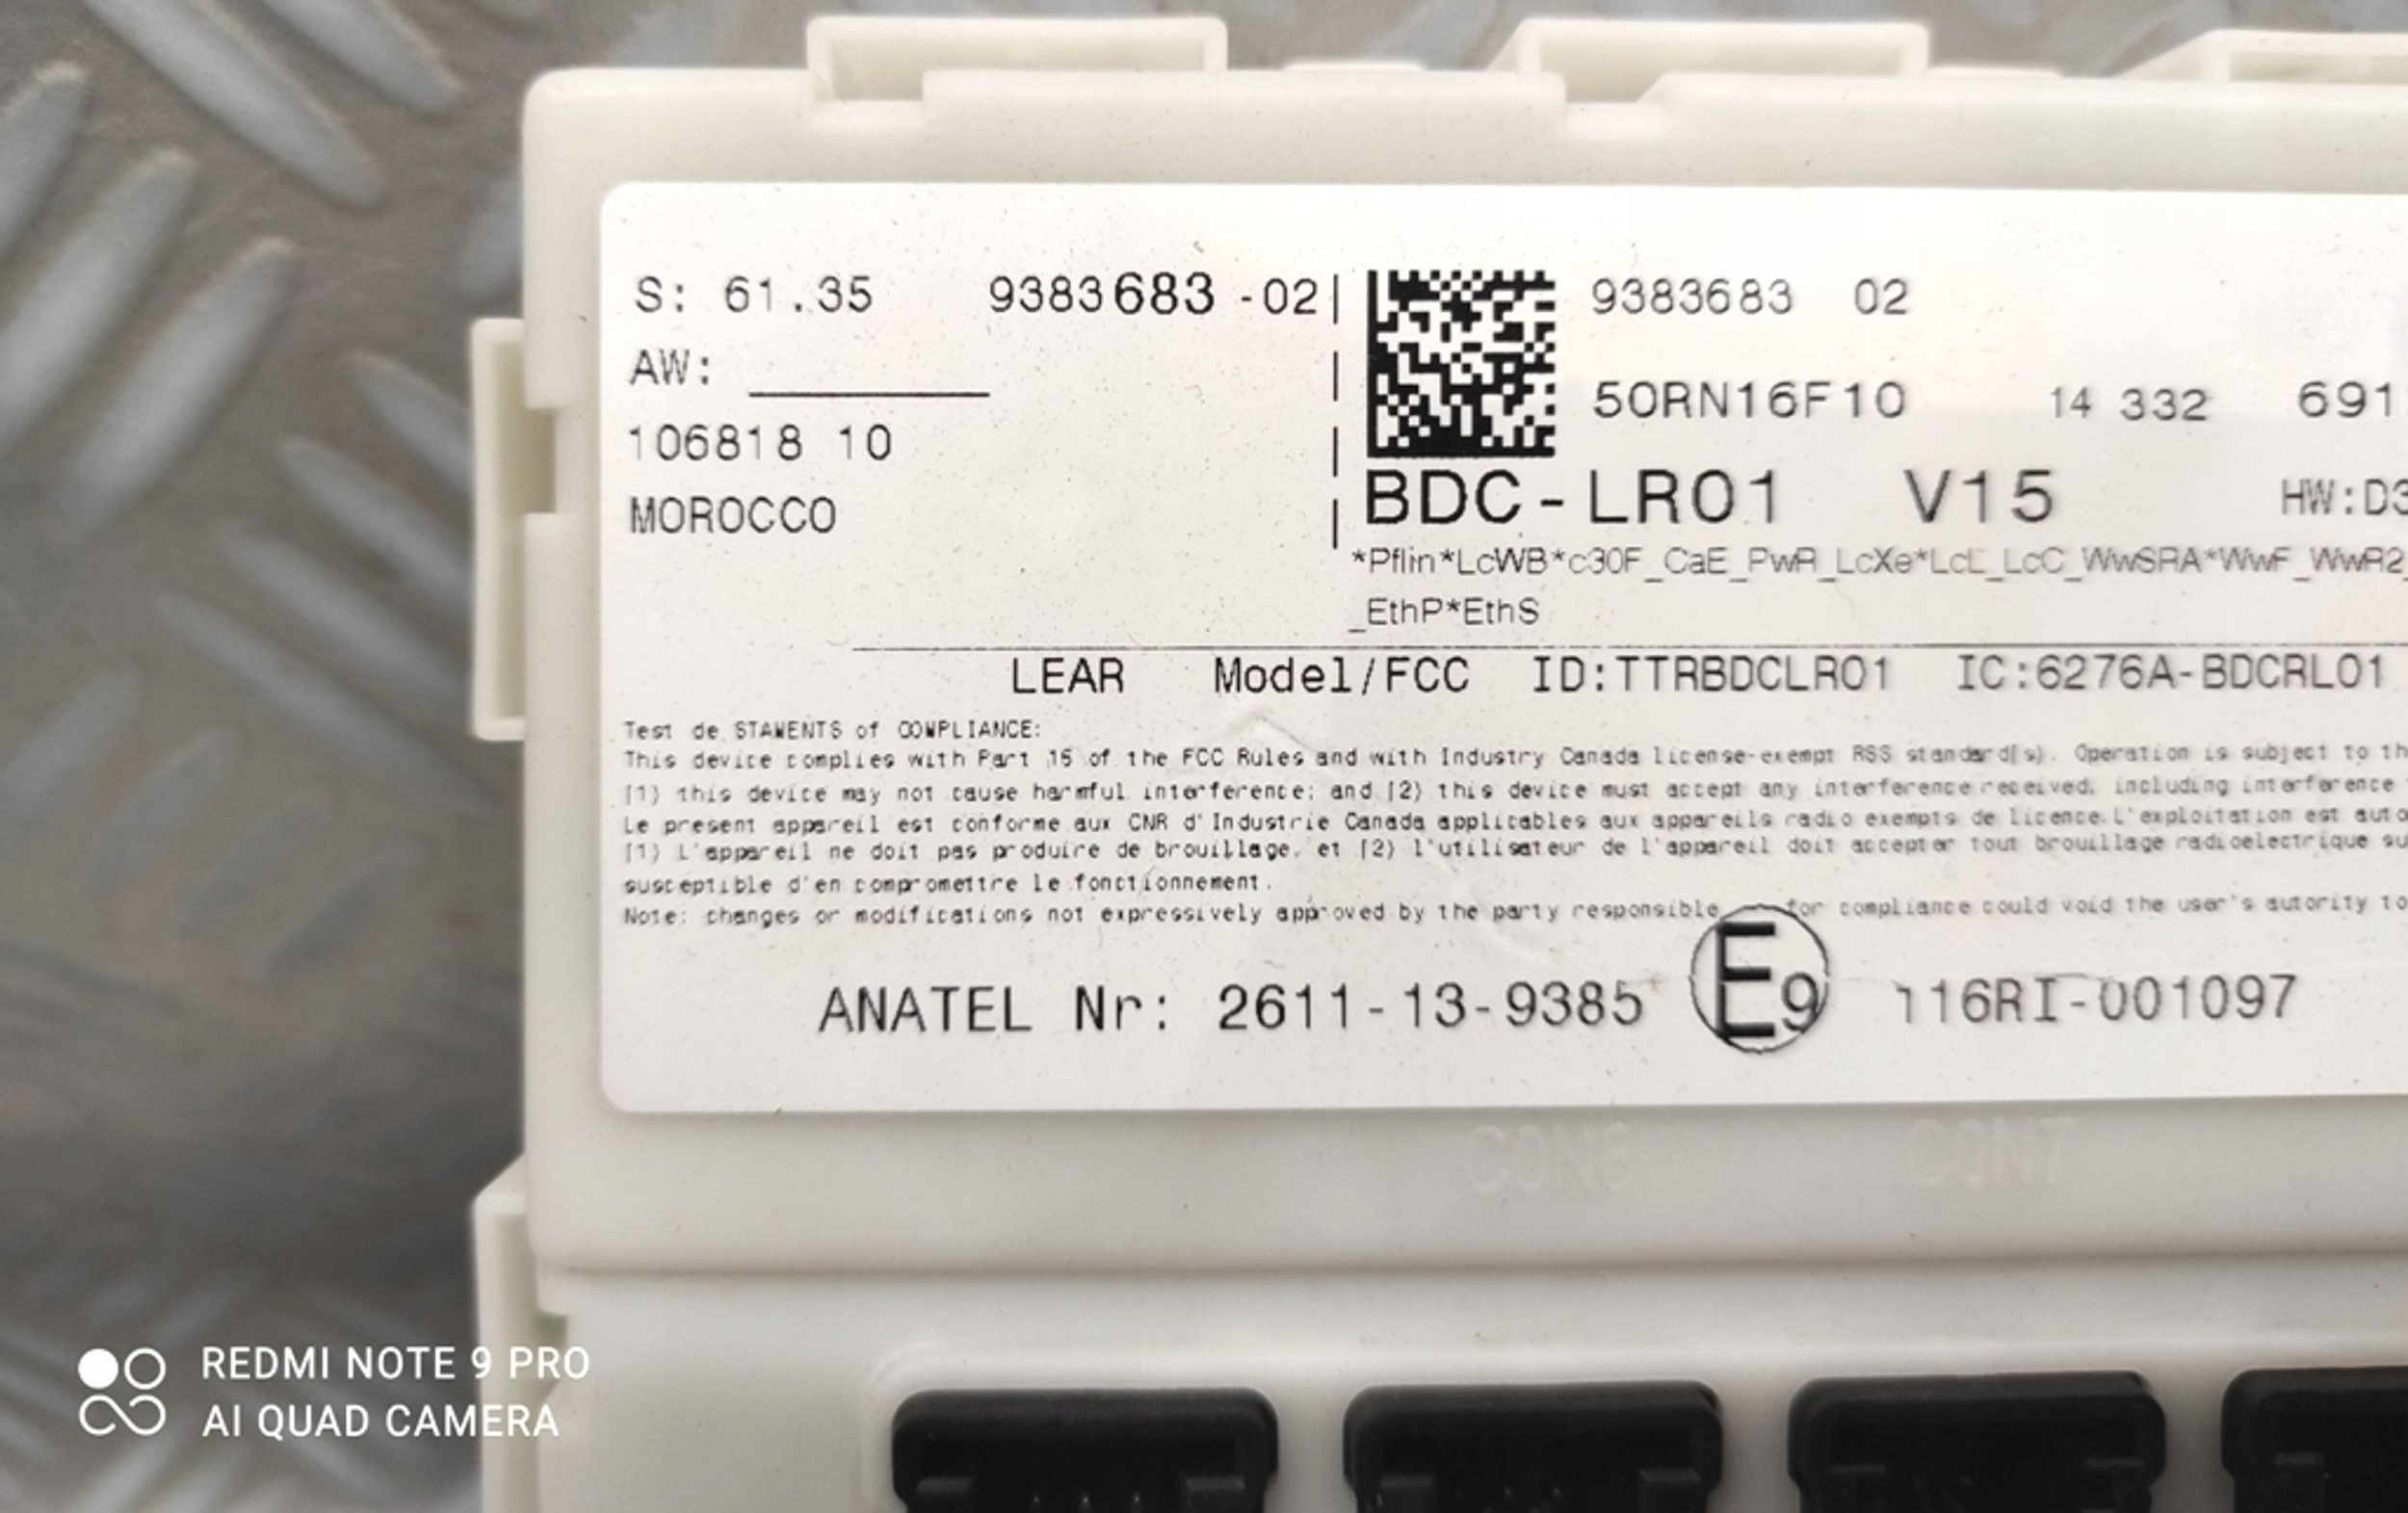 S: 61.35 9383683 -02
AW:
106818 10
MOROCCO
9383683 02
50RN16F10 14 332 691
BDC-LR01 V15 HW:D3
*Pflin*LcWB*c30F_CaE_PwR_LcXe*LcL_LcC_WwSRA*WwF_WwR2_
_EthP*EthS
LEAR Model/FCC ID:TTRBDCLR01 IC:6276A-BDCRL01
Test de STAMENTS of COMPLIANCE:
This device complies with Part 15 of the FCC Rules and with Industry Canada license-exempt RSS standard(s). Operation is subject to th
(1) this device may not cause harmful interference; and (2) this device must accept any interference received, including interference
Le present appareil est conforme aux CNR d'Industrie Canada applicables aux appareils radio exempts de licence.L'exploitation est auto
(1) L'appareil ne doit pas produire de brouillage, et (2) l'utilisateur de l'appareil doit accepter tout brouillage radioelectrique su
susceptible d'en compromettre le fonctionnement.
Note: changes or modifications not expressively approved by the party responsible for compliance could void the user's autority to
ANATEL Nr: 2611-13-9385 E9 116RI-001097
CON6 CON7
REDMI NOTE 9 PRO
AI QUAD CAMERA